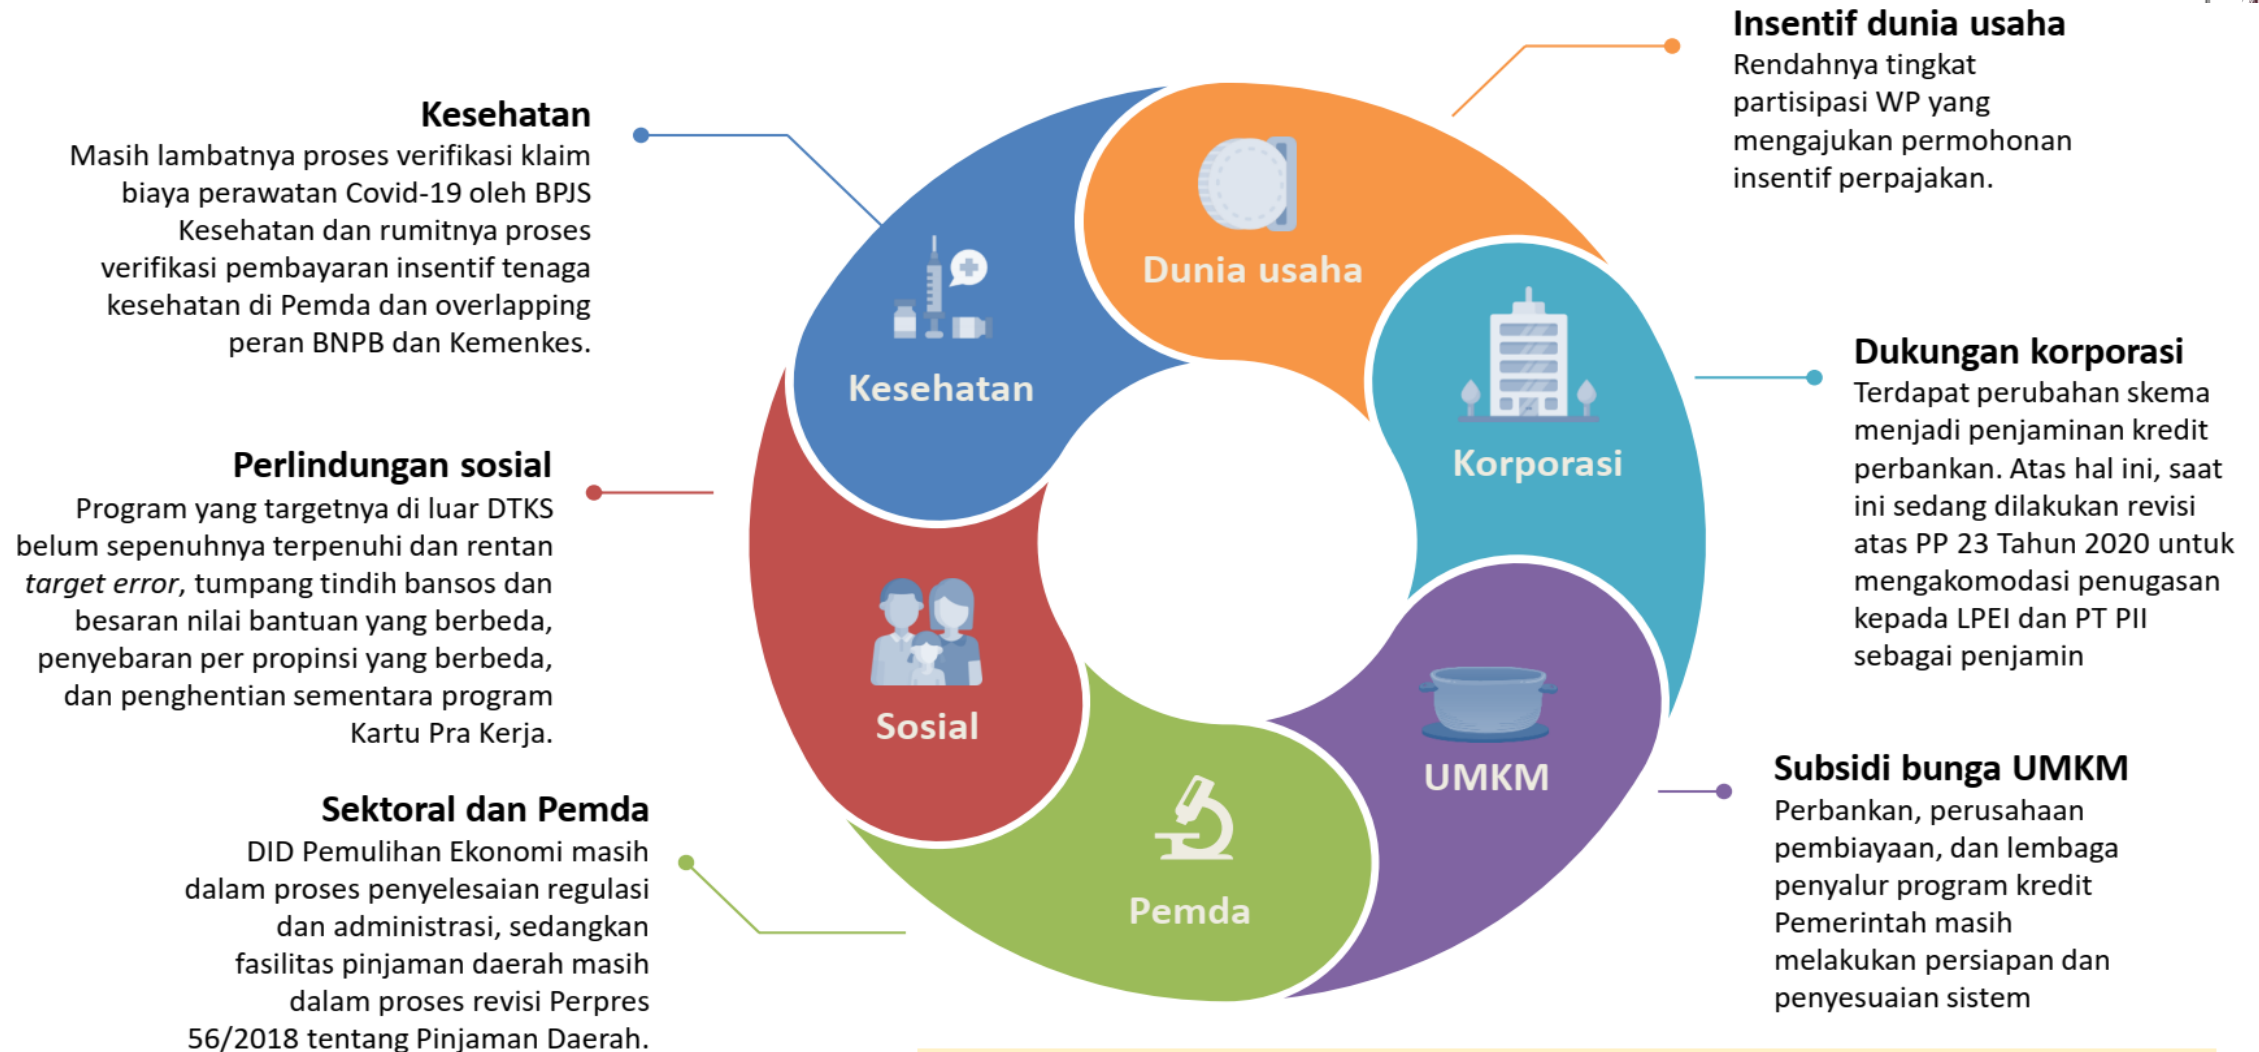 Kesehatan
Masih lambatnya proses verifikasi klaim
biaya perawatan Covid-19 oleh BPJS
Kesehatan dan rumitnya proses
verifikasi pembayaran insentif tenaga
kesehatan di Pemda dan overlapping
peran BNPB dan Kemenkes.
Perlindungan sosial
Program yang targetnya di luar DTKS
belum sepenuhnya terpenuhi dan rentan
target error, tumpang tindih bansos dan
besaran nilai bantuan yang berbeda,
penyebaran per propinsi yang berbeda,
dan penghentian sementara program
Kartu Pra Kerja.
Sektoral dan Pemda
DID Pemulihan Ekonomi masih
dalam proses penyelesaian regulasi
dan administrasi, sedangkan
fasilitas pinjaman daerah masih
dalam proses revisi Perpres
56/2018 tentang Pinjaman Daerah.
Dunia usaha
Kesehatan
Korporasi
Sosial
UMKM
Pemda
Insentif dunia usaha
Rendahnya tingkat
partisipasi WP yang
mengajukan permohonan
insentif perpajakan.
Dukungan korporasi
Terdapat perubahan skema
menjadi penjaminan kredit
perbankan. Atas hal ini, saat
ini sedang dilakukan revisi
atas PP 23 Tahun 2020 untuk
mengakomodasi penugasan
kepada LPEI dan PT PII
sebagai penjamin
Subsidi bunga UMKM
Perbankan, perusahaan
pembiayaan, dan lembaga
penyalur program kredit
Pemerintah masih
melakukan persiapan dan
penyesuaian sistem